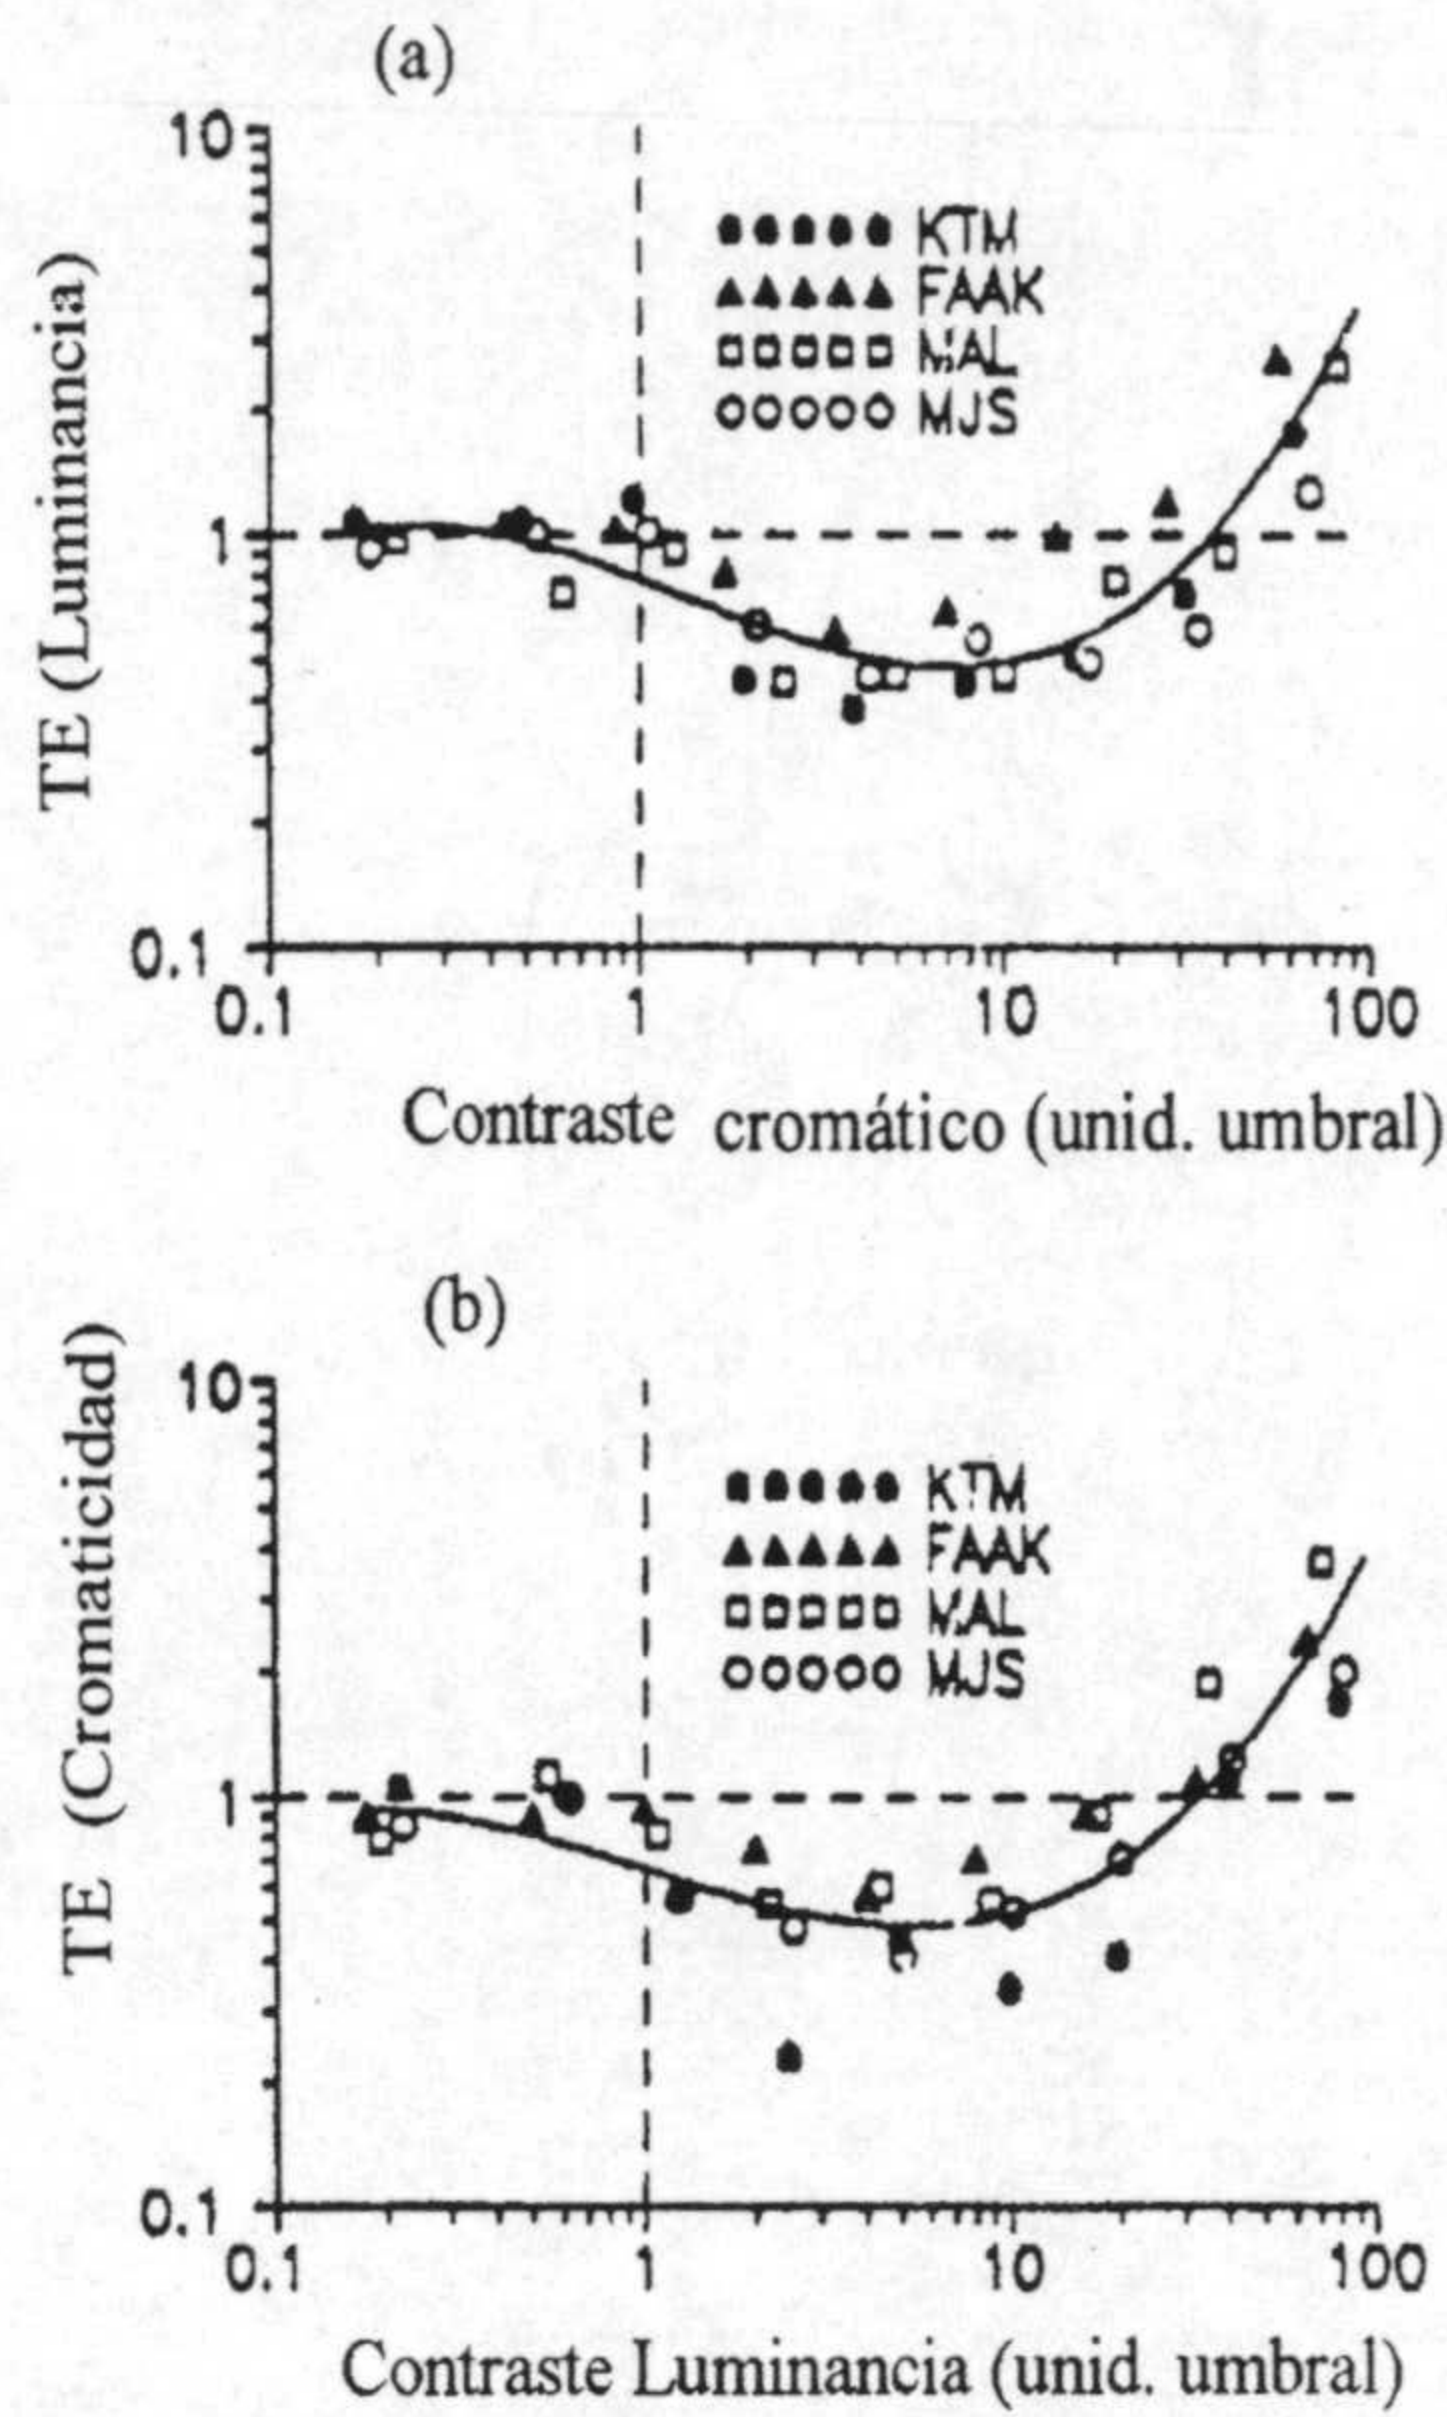 (a)
10
KTM
FAAK
MAL
MJS
TE (Luminancia)
1
0.1
0.1 1 10 100
Contraste cromático (unid. umbral)
(b)
10
KTM
FAAK
MAL
MJS
TE (Cromaticidad)
1
0.1
0.1 1 10 100
Contraste Luminancia (unid. umbral)